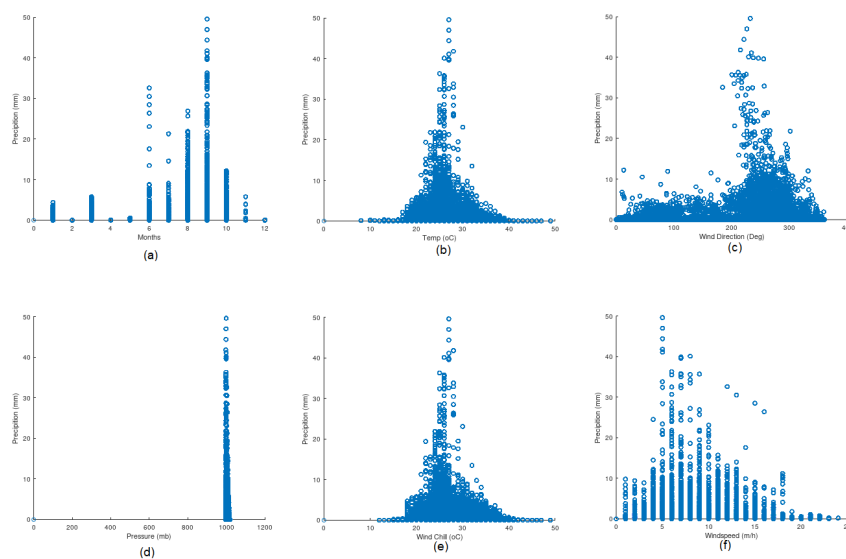 50
40
30
20
10
0
Precipition (mm)
0 2 4 6 8 10 12
Months
(a)
50
40
30
20
10
0
Precipition (mm)
0 10 20 30 40 50
Temp (oC)
(b)
50
40
30
20
10
0
Precipition (mm)
0 100 200 300
Wind Direction (Deg)
(c)
50
40
30
20
10
0
Precipition (mm)
0 200 400 600 800 1000 1200
Pressure (mb)
(d)
50
40
30
20
10
0
Precipition (mm)
0 10 20 30 40 50
Wind Chill (oC)
(e)
50
40
30
20
10
0
Precipition (mm)
0 5 10 15 20
Windspeed (m/h)
(f)